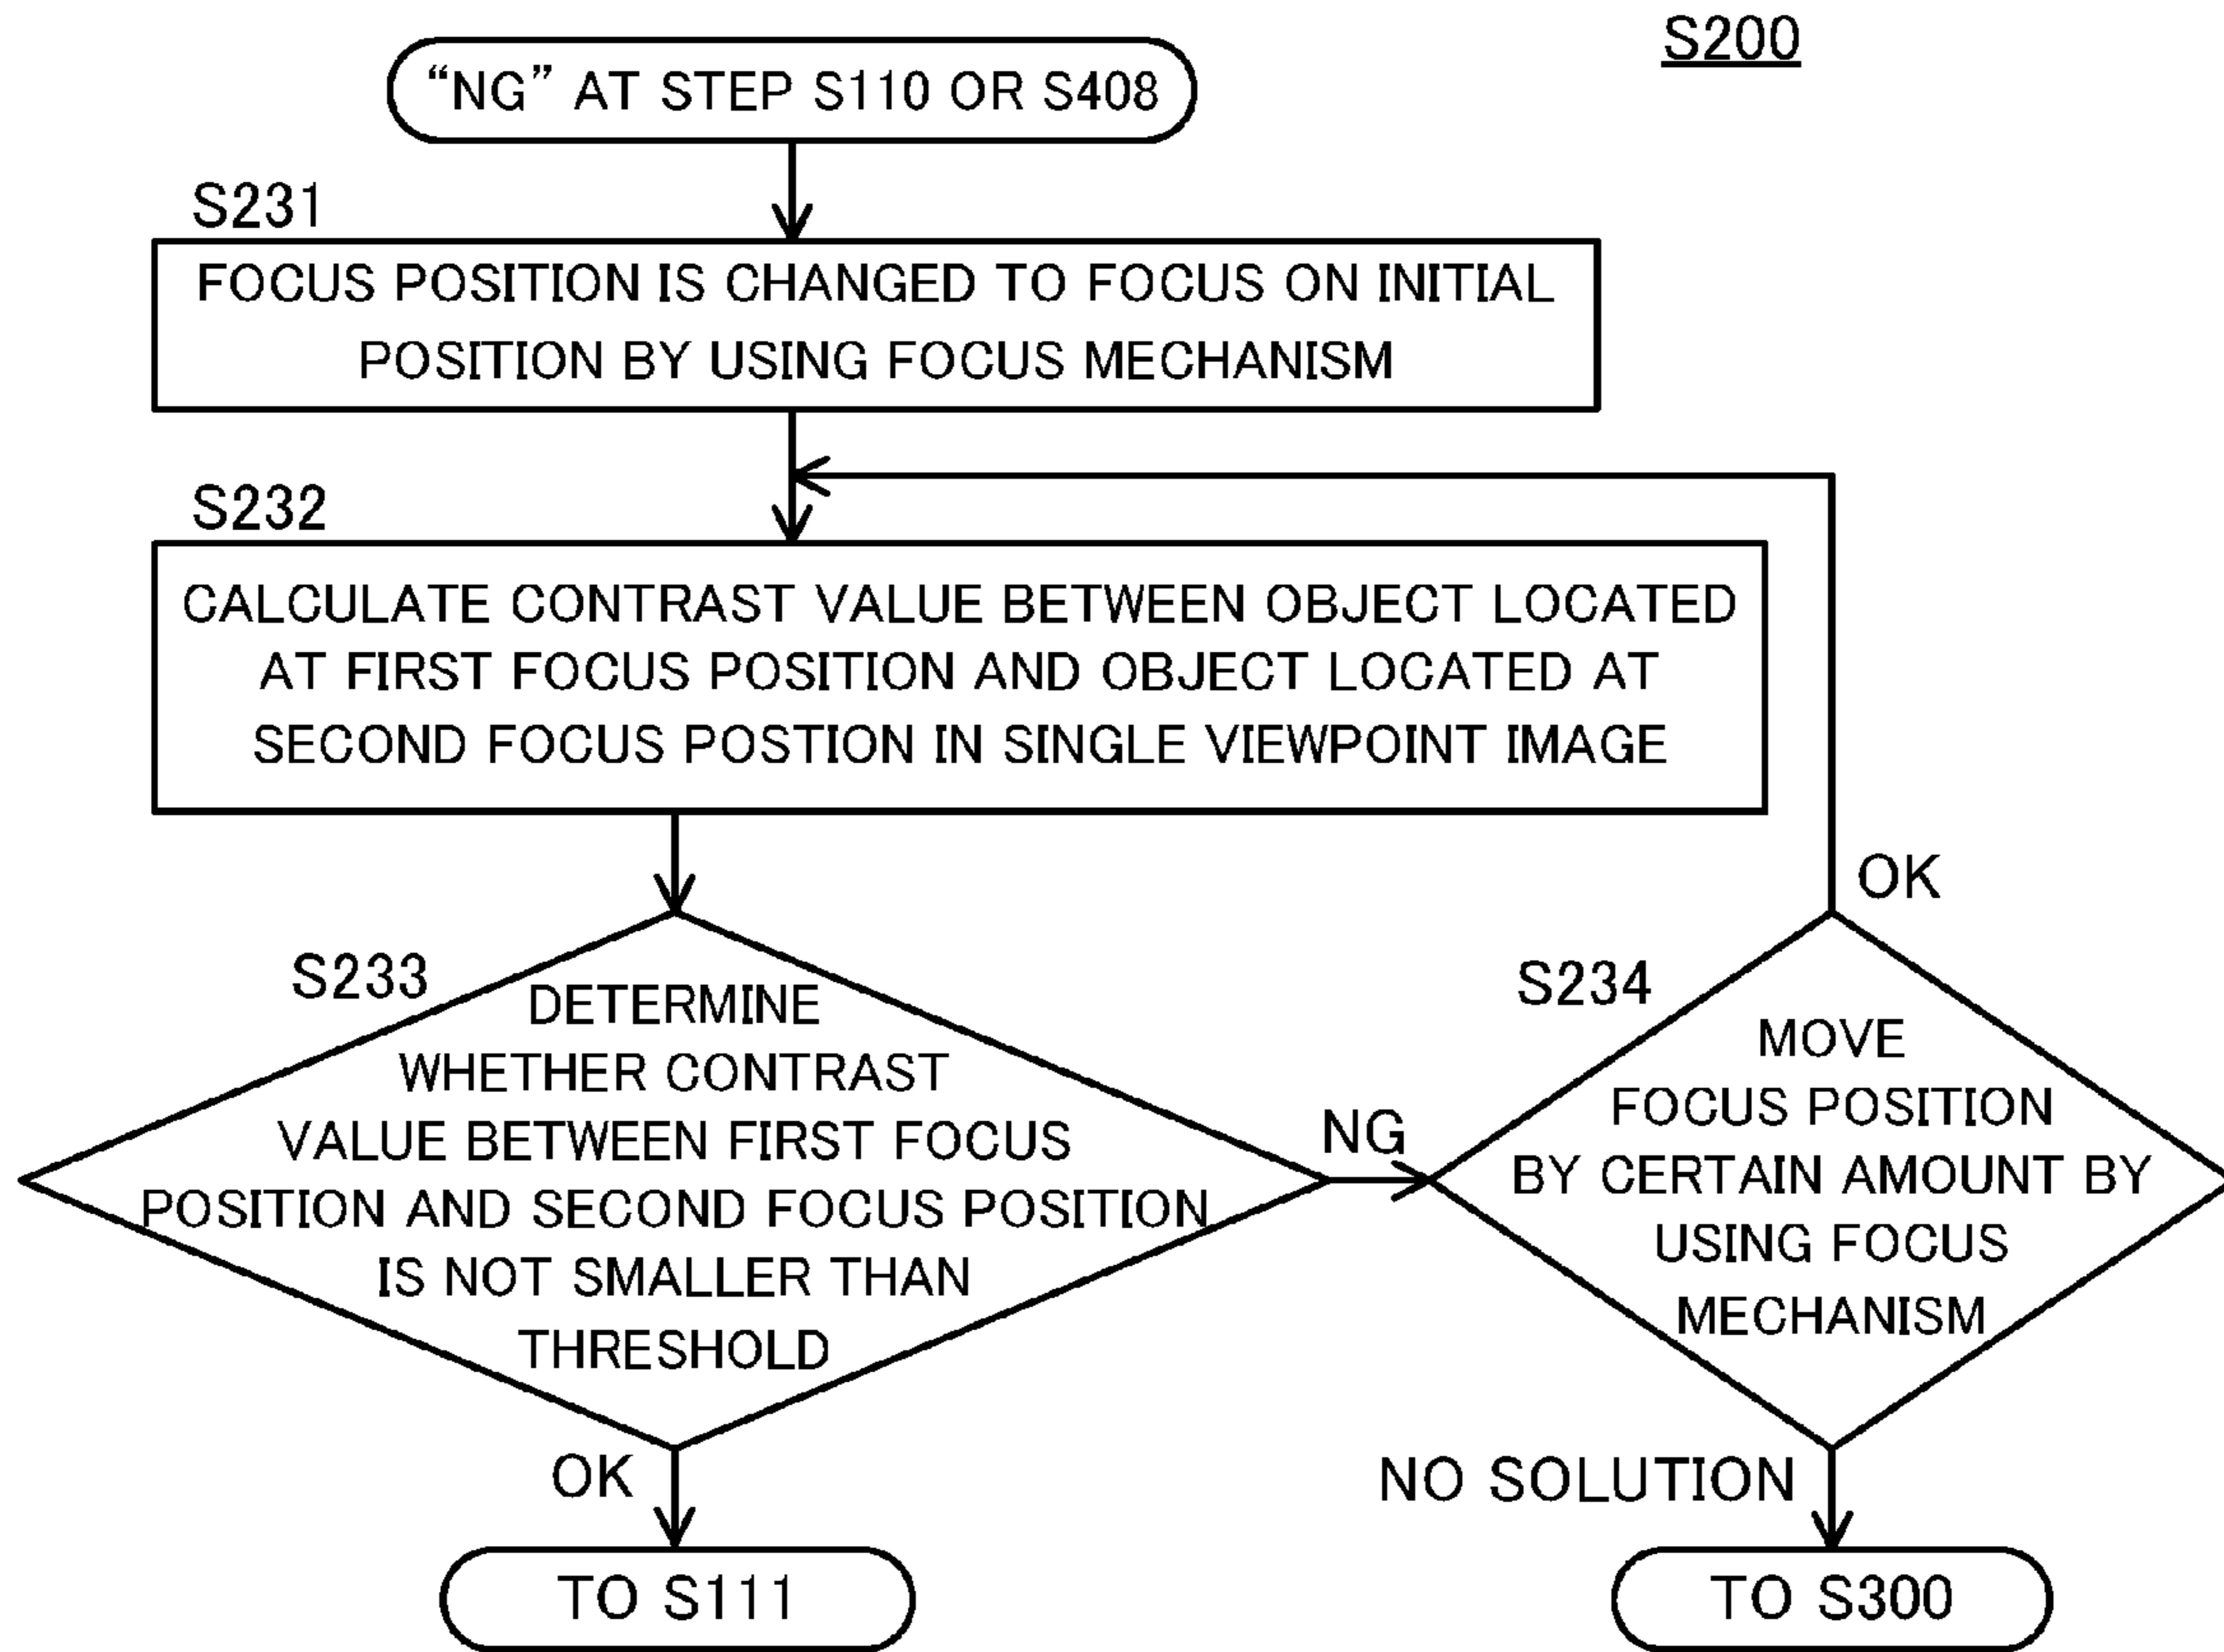 S200
“NG” AT STEP S110 OR S408
S231
FOCUS POSITION IS CHANGED TO FOCUS ON INITIAL
POSITION BY USING FOCUS MECHANISM
S232
CALCULATE CONTRAST VALUE BETWEEN OBJECT LOCATED
AT FIRST FOCUS POSITION AND OBJECT LOCATED AT
SECOND FOCUS POSTION IN SINGLE VIEWPOINT IMAGE
S233
DETERMINE
WHETHER CONTRAST
VALUE BETWEEN FIRST FOCUS
POSITION AND SECOND FOCUS POSITION
IS NOT SMALLER THAN
THRESHOLD
NG
OK
TO S111
OK
S234
MOVE
FOCUS POSITION
BY CERTAIN AMOUNT BY
USING FOCUS
MECHANISM
NO SOLUTION
TO S300